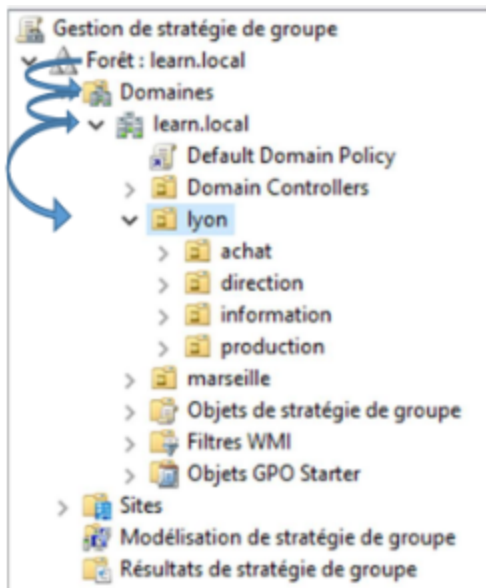 Gestion de stratégie de groupe
Forêt : learn.local
Domaines
learn.local
Default Domain Policy
Domain Controllers
lyon
achat
direction
information
production
marseille
Objets de stratégie de groupe
Filtres WMI
Objets GPO Starter
Sites
Modélisation de stratégie de groupe
Résultats de stratégie de groupe